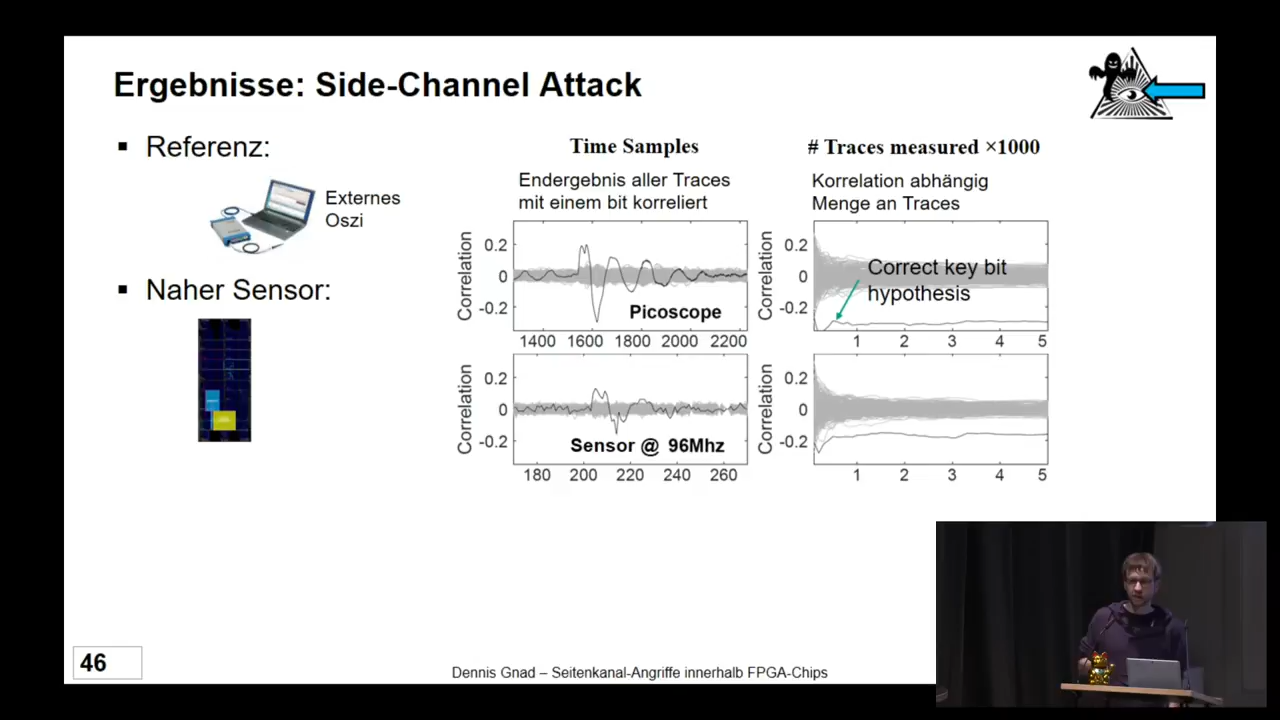 Ergebnisse: Side-Channel Attack
▪ Referenz:
Externes
Oszi
▪ Naher Sensor:
Time Samples
Endergebnis aller Traces
mit einem bit korreliert
# Traces measured ×1000
Korrelation abhängig
Menge an Traces
Correlation
0.2
0
-0.2
Picoscope
1400 1600 1800 2000 2200
Correlation
0.2
0
-0.2
Correct key bit
hypothesis
1 2 3 4 5
Correlation
0.2
0
-0.2
Sensor @ 96Mhz
180 200 220 240 260
Correlation
0.2
0
-0.2
1 2 3 4 5
46
Dennis Gnad – Seitenkanal-Angriffe innerhalb FPGA-Chips